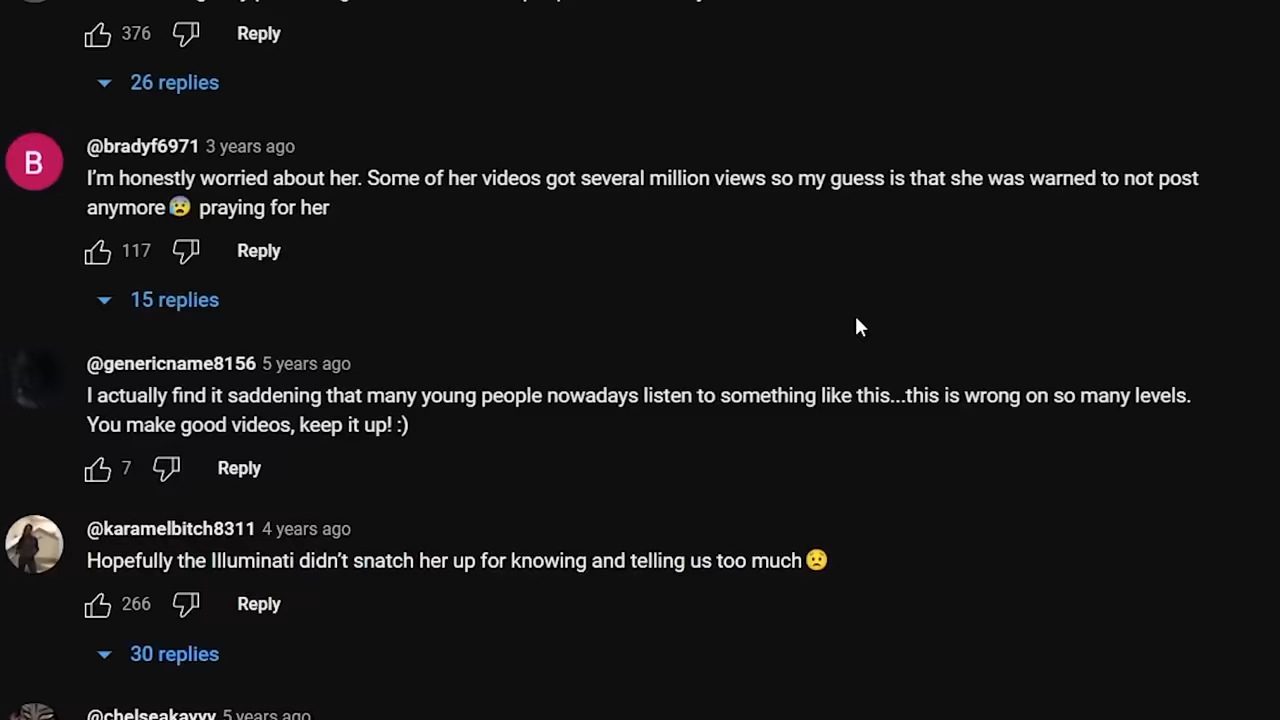 376 Reply
26 replies
B
@bradyf6971 3 years ago
I'm honestly worried about her. Some of her videos got several million views so my guess is that she was warned to not post
anymore😰 praying for her
117 Reply
15 replies
@genericname8156 5 years ago
I actually find it saddening that many young people nowadays listen to something like this...this is wrong on so many levels.
You make good videos, keep it up! :)
7 Reply
@karamelbitch8311 4 years ago
Hopefully the Illuminati didn't snatch her up for knowing and telling us too much😟
266 Reply
30 replies
@chelseakayyy 5 years ago